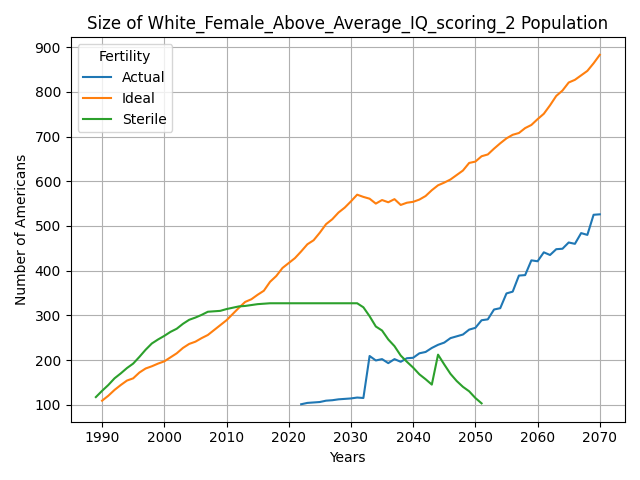 Size of White_Female_Above_Average_IQ_scoring_2 Population
Fertility
Actual
Ideal
Sterile
Number of Americans
900
800
700
600
500
400
300
200
100
1990 2000 2010 2020 2030 2040 2050 2060 2070
Years